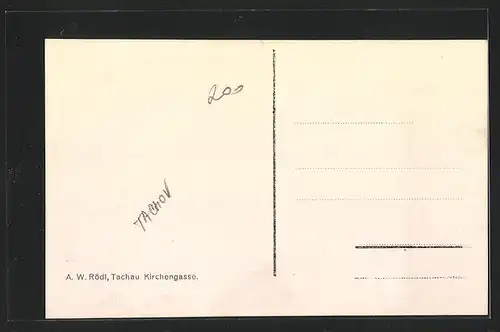 200
TACHOV
A. W. Rödl, Tachau Kirchengasse.